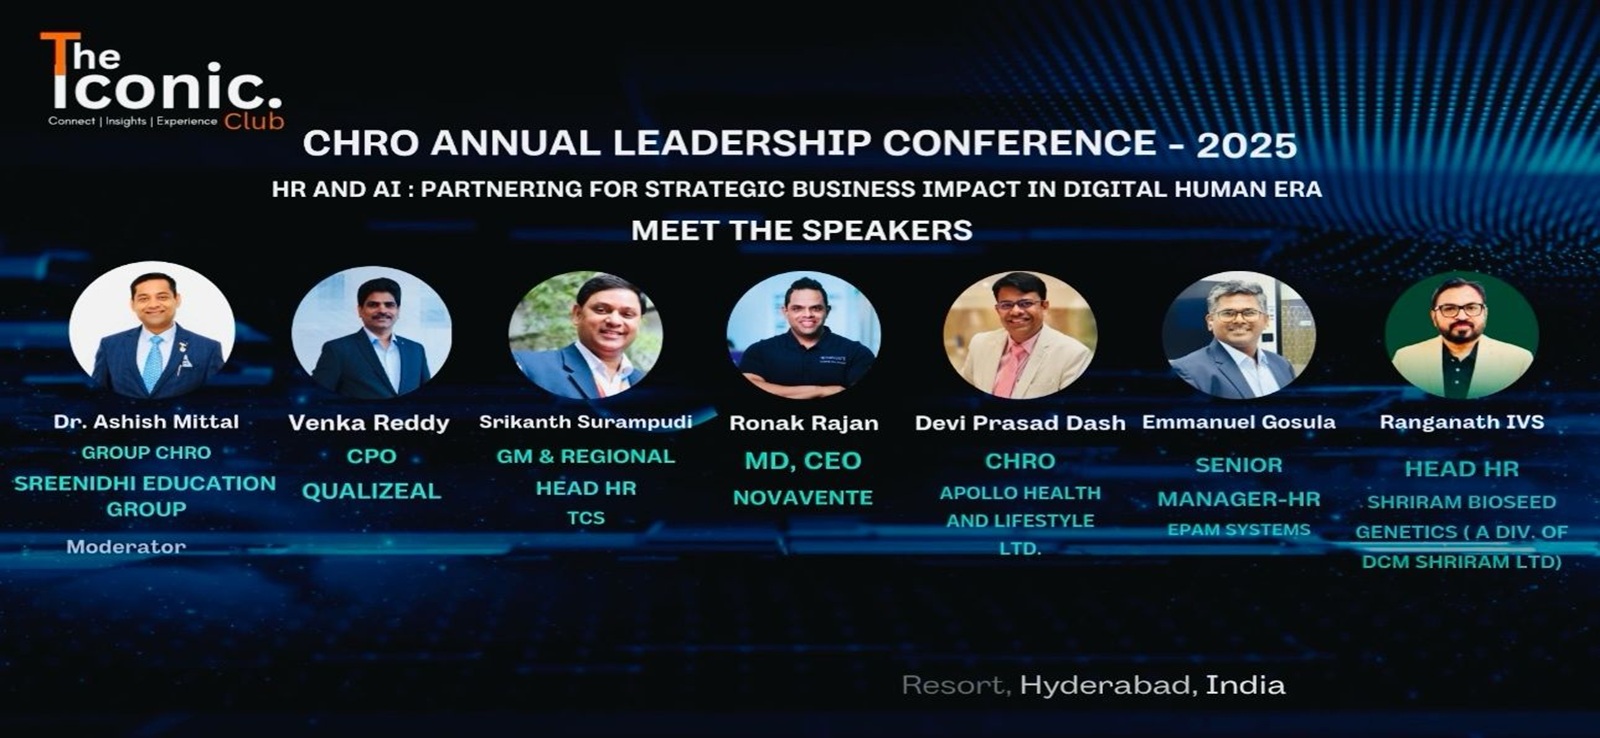 The
Iconic.
Connect | Insights | Experience Club
CHRO ANNUAL LEADERSHIP CONFERENCE - 2025
HR AND AI : PARTNERING FOR STRATEGIC BUSINESS IMPACT IN DIGITAL HUMAN ERA
MEET THE SPEAKERS
Dr. Ashish Mittal
GROUP CHRO
SREENIDHI EDUCATION
GROUP
Moderator
Venka Reddy
CPO
QUALIZEAL
Srikanth Surampudi
GM & REGIONAL
HEAD HR
TCS
Ronak Rajan
MD, CEO
NOVAVENTE
Devi Prasad Dash
CHRO
APOLLO HEALTH
AND LIFESTYLE
LTD.
Emmanuel Gosula
SENIOR
MANAGER-HR
EPAM SYSTEMS
Ranganath IVS
HEAD HR
SHRIRAM BIOSEED
GENETICS ( A DIV. OF
DCM SHRIRAM LTD)
Resort, Hyderabad, India